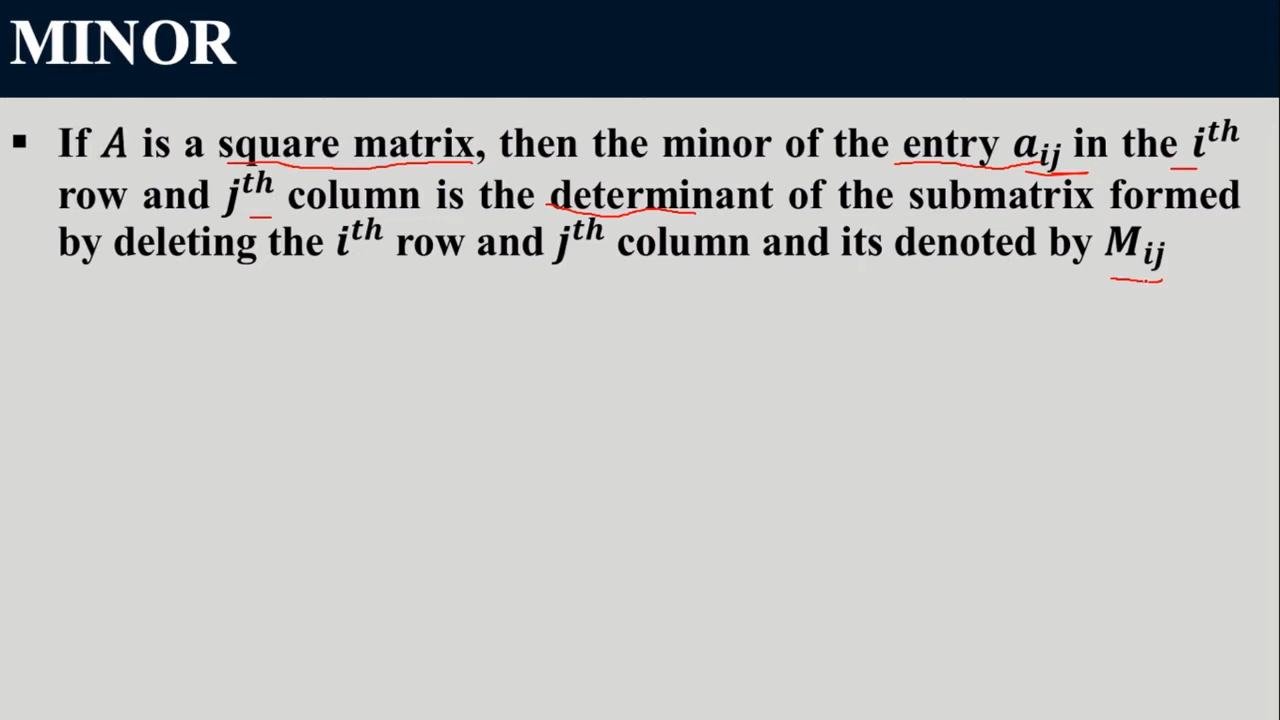 MINOR
▪ If 𝐴 is a square matrix, then the minor of the entry 𝒂ᵢⱼ in the 𝒊ᵗʰ
row and 𝒋ᵗʰ column is the determinant of the submatrix formed
by deleting the 𝒊ᵗʰ row and 𝒋ᵗʰ column and its denoted by 𝑴ᵢⱼ